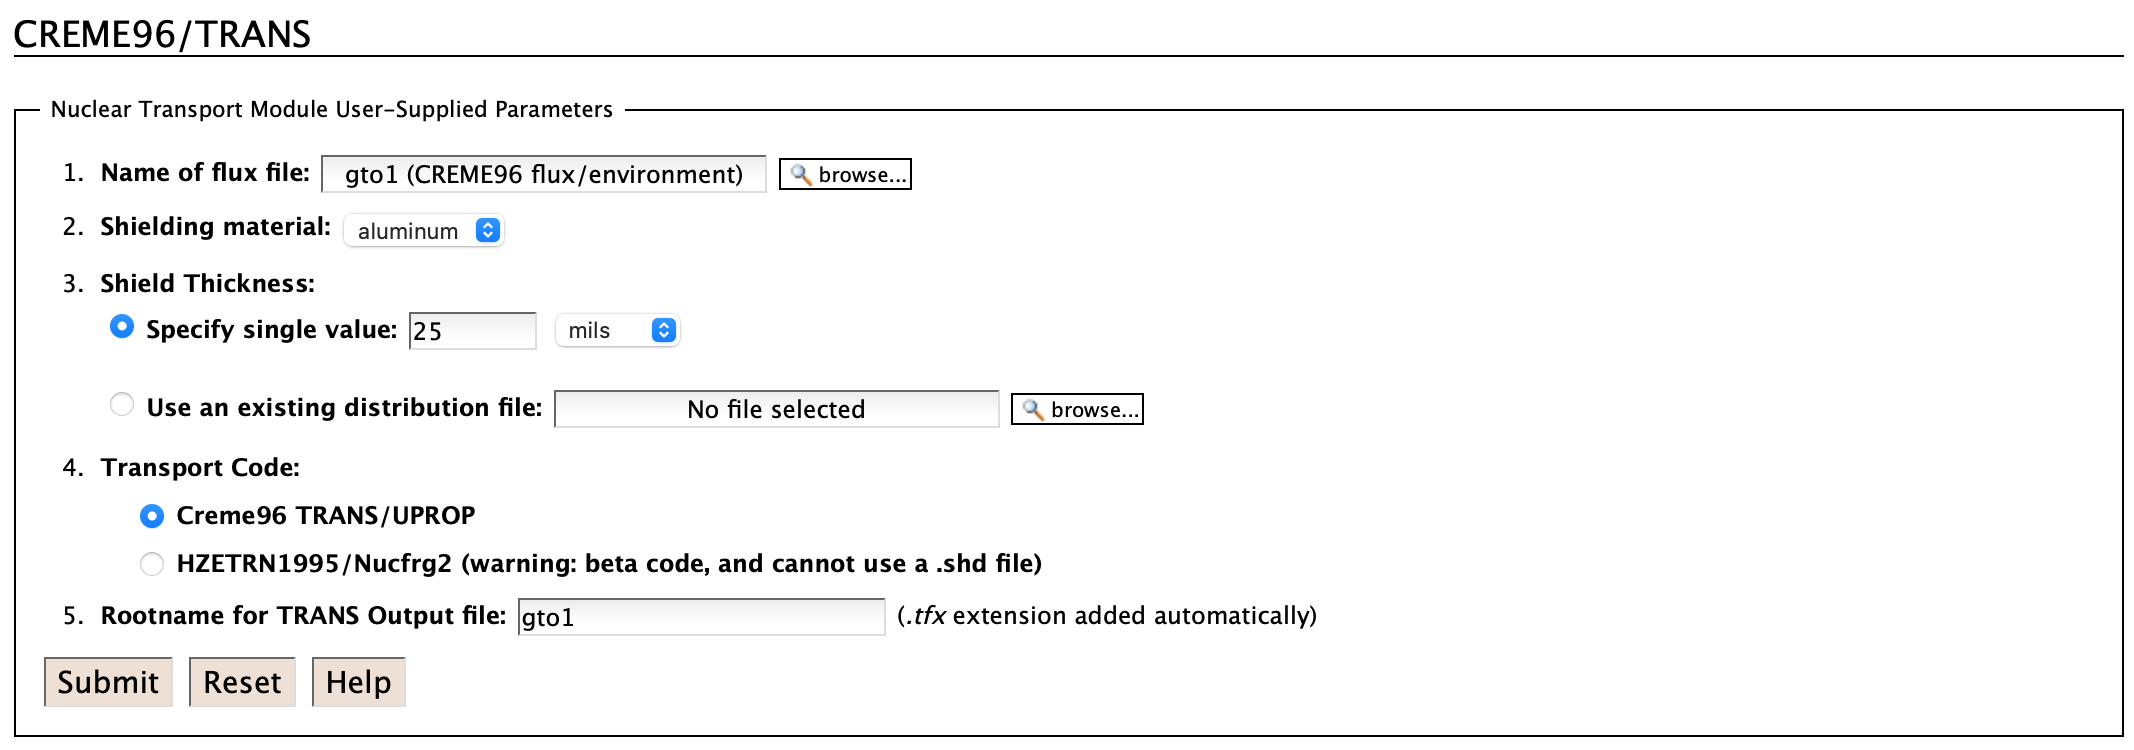 CREME96/TRANS
Nuclear Transport Module User-Supplied Parameters
1. Name of flux file: gto1 (CREME96 flux/environment) browse...
2. Shielding material: aluminum
3. Shield Thickness:
Specify single value: 25 mils
Use an existing distribution file: No file selected browse...
4. Transport Code:
Creme96 TRANS/UPROP
HZETRN1995/Nucfrg2 (warning: beta code, and cannot use a .shd file)
5. Rootname for TRANS Output file: gto1 (.tfx extension added automatically)
Submit Reset Help